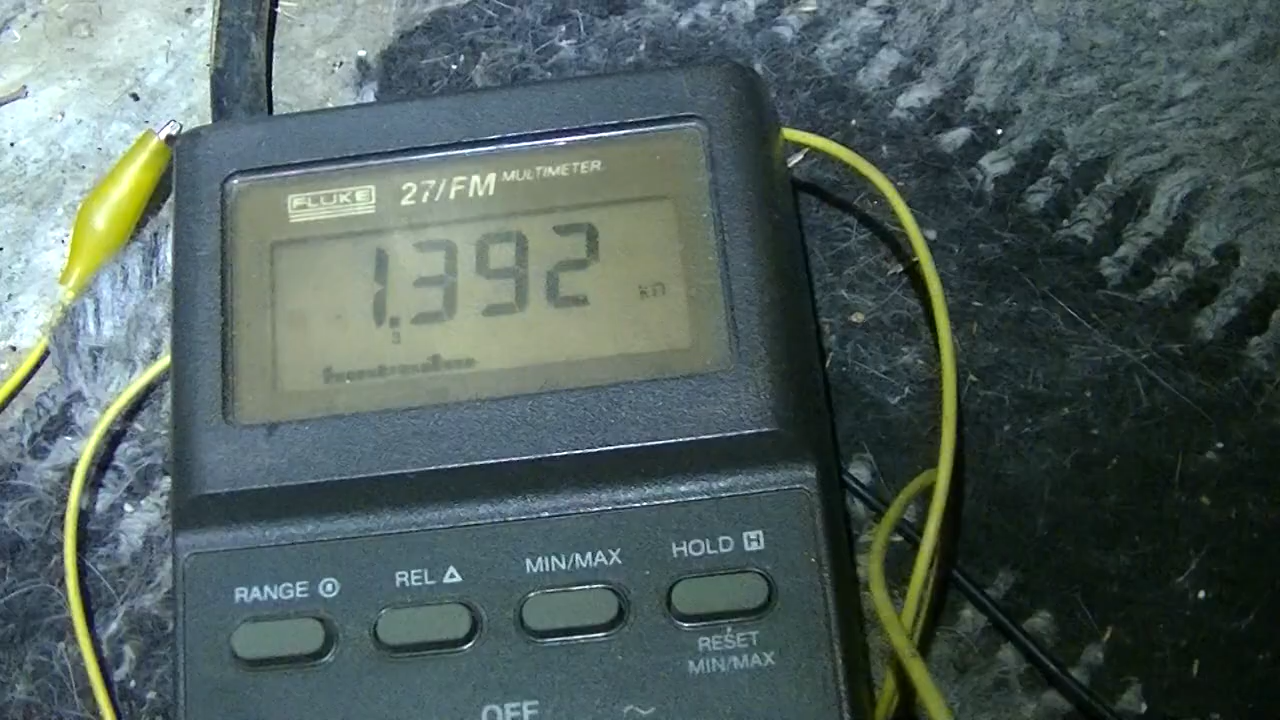 FLUKE 27/FM MULTIMETER
1.392 kΩ
RANGE REL △ MIN/MAX HOLD H
RESET
MIN/MAX
OFF ~